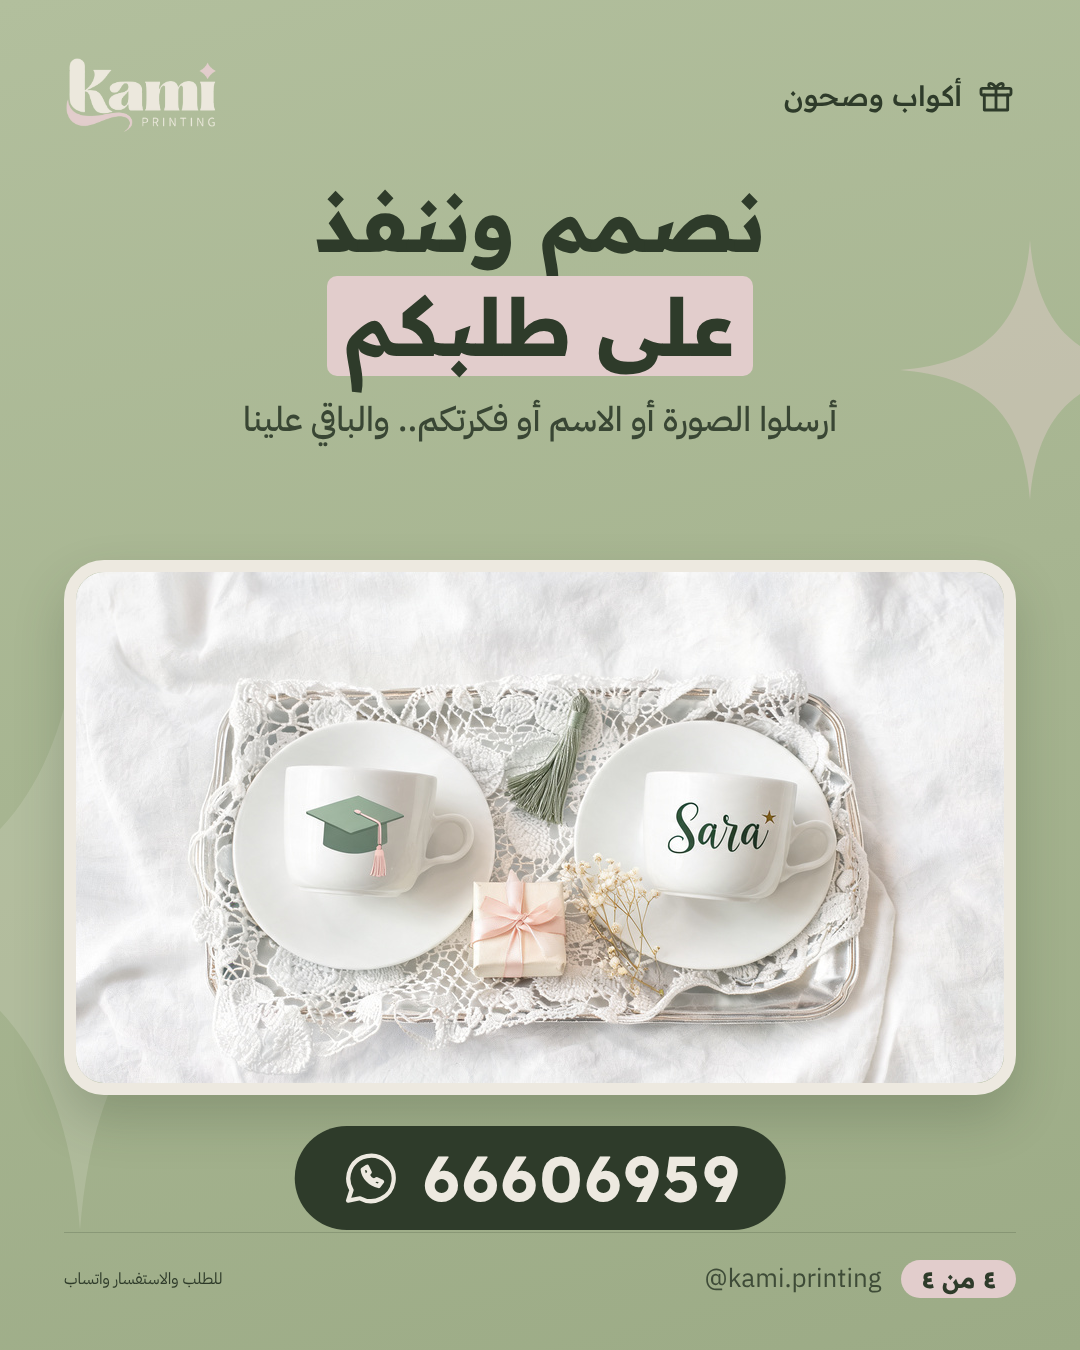 kami
PRINTING
أكواب وصحون
نصمم وننفذ
على طلبكم
أرسلوا الصورة أو الاسم أو فكرتكم.. والباقي علينا
Sara
66606959
٤ من ٤
@kami.printing
للطلب والاستفسار واتساب